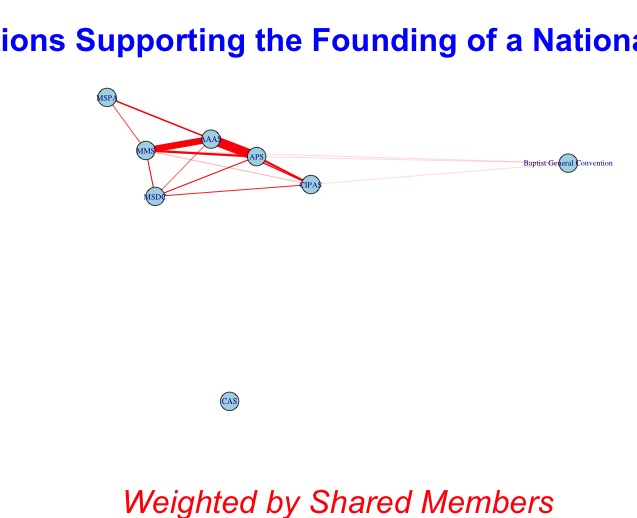 tions Supporting the Founding of a Nationa
MSPA
AAAS
MMS
APS
Baptist General Convention
CIPAS
MSDC
CAS
Weighted by Shared Members